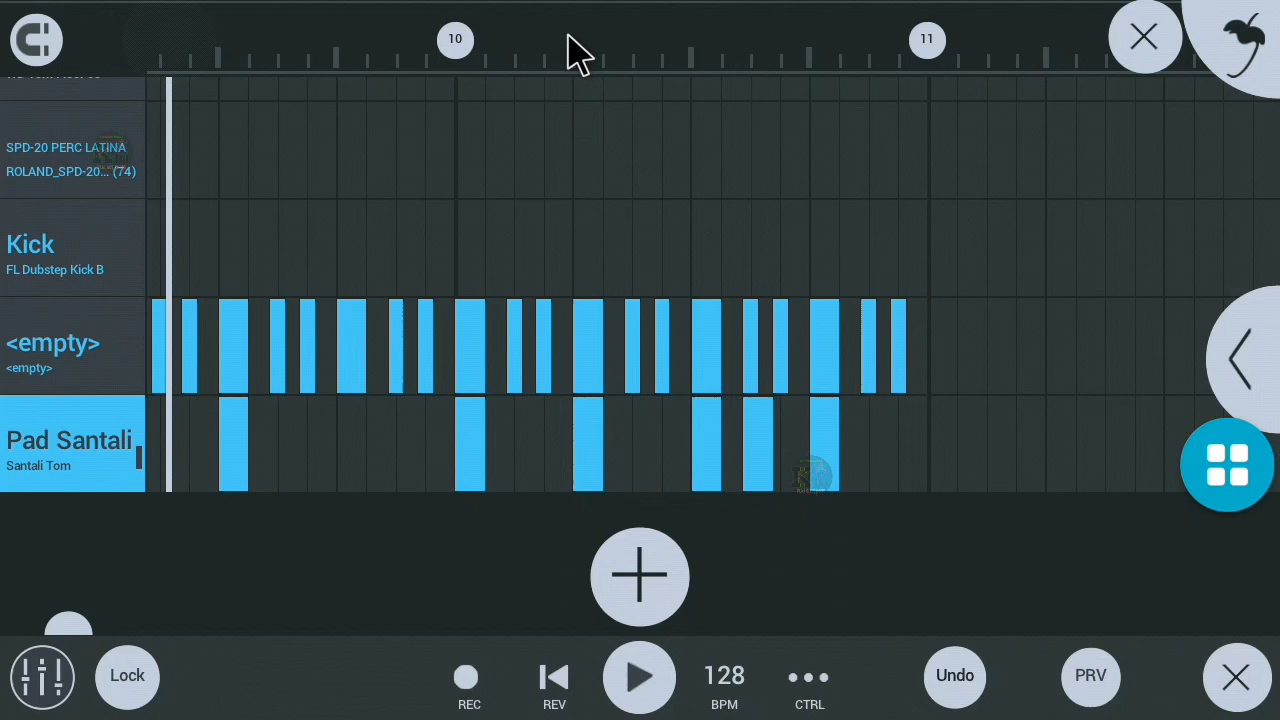 10
11
SPD-20 PERC LATINA
ROLAND_SPD-20... (74)
Kick
FL Dubstep Kick B
<empty>
<empty>
Pad Santali
Santali Tom
Lock
REC
REV
128
BPM
CTRL
Undo
PRV